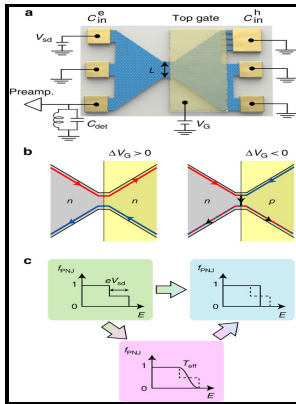 a
C in e
Top gate
C in h
V sd
L
Preamp.
C det
V G
b
ΔV G > 0
ΔV G < 0
n
n
n
p
c
f PNJ
1
0
eV sd
E
f PNJ
1
0
E
f PNJ
1
0
T eff
E